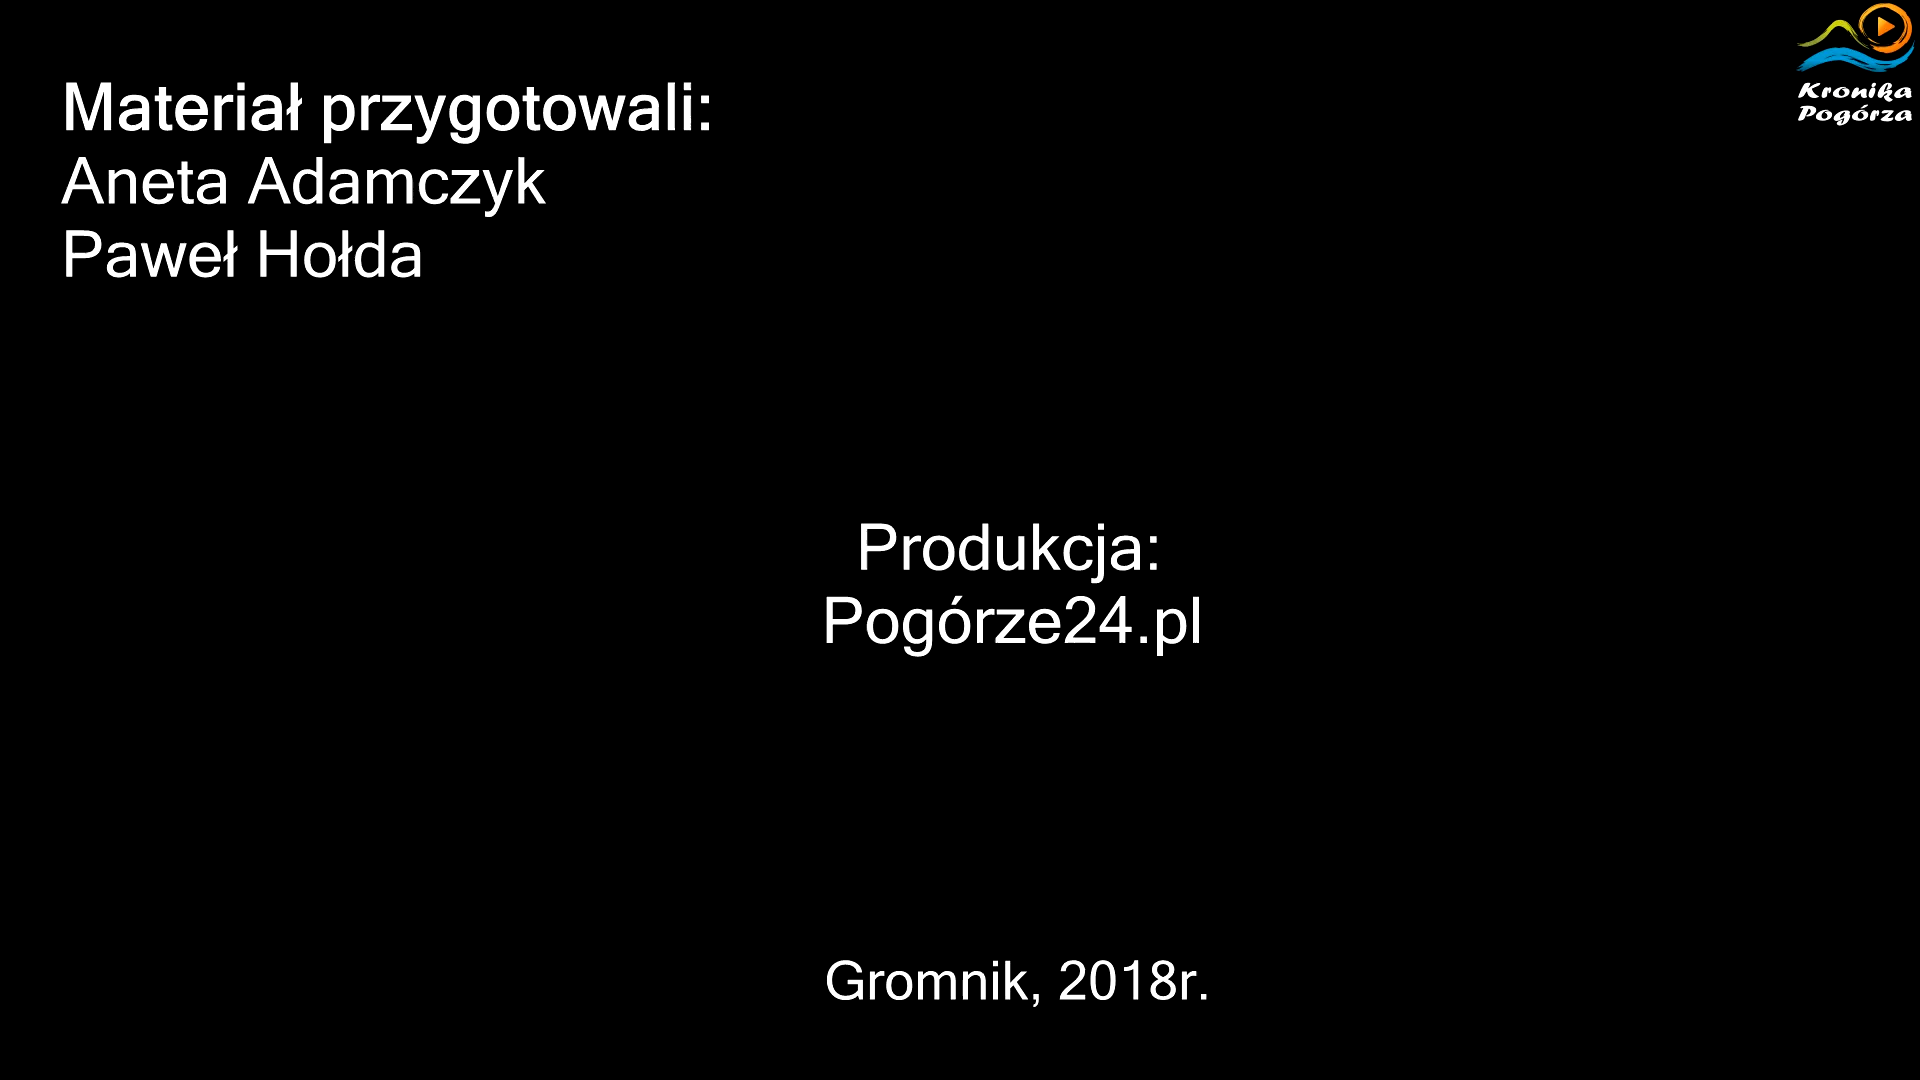 Materiał przygotowali:
Aneta Adamczyk
Paweł Hołda
Kronika
Pogórza
Produkcja:
Pogórze24.pl
Gromnik, 2018r.